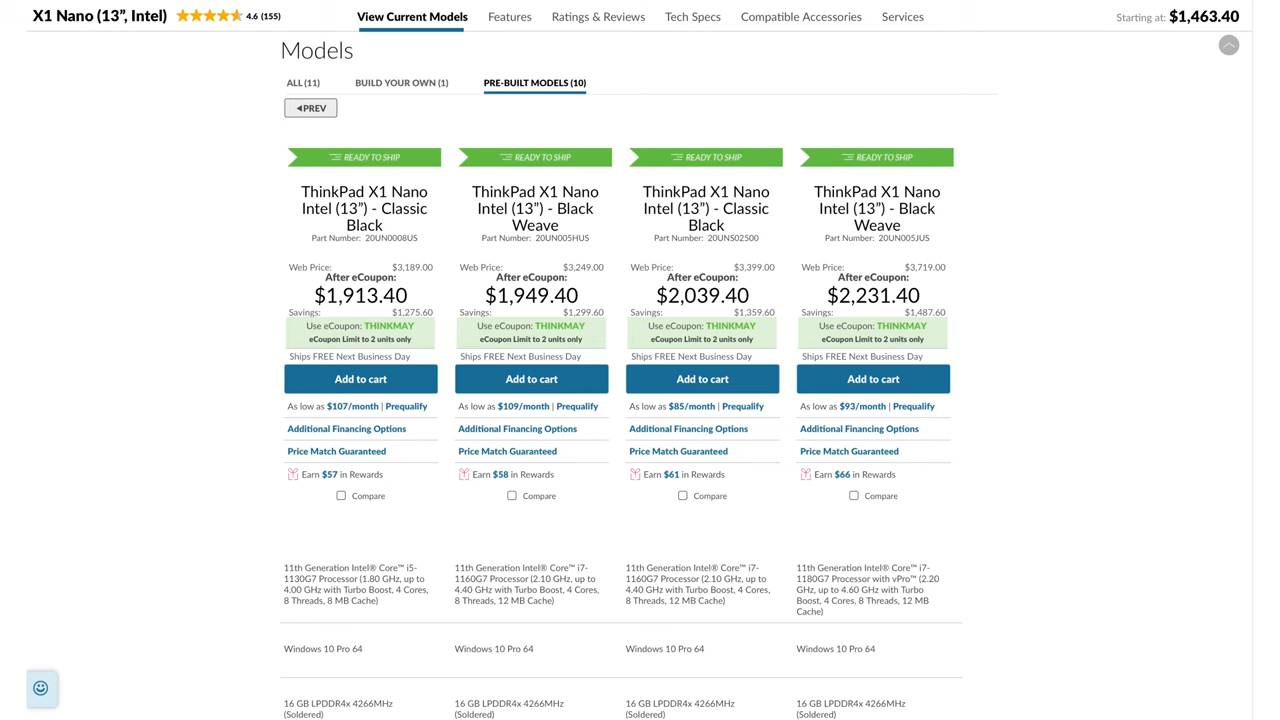 X1 Nano (13”, Intel) 4.6 (155) View Current Models Features Ratings & Reviews Tech Specs Compatible Accessories Services Starting at: $1,463.40
Models
ALL (11) BUILD YOUR OWN (1) PRE-BUILT MODELS (10)
PREV
READY TO SHIP READY TO SHIP READY TO SHIP READY TO SHIP
ThinkPad X1 Nano ThinkPad X1 Nano ThinkPad X1 Nano ThinkPad X1 Nano
Intel (13”) - Classic Intel (13”) - Black Intel (13”) - Classic Intel (13”) - Black
Black Weave Black Weave
Part Number: 20UN0008US Part Number: 20UN005HUS Part Number: 20UNS02500 Part Number: 20UN005JUS
Web Price: $3,189.00 Web Price: $3,249.00 Web Price: $3,399.00 Web Price: $3,719.00
After eCoupon: After eCoupon: After eCoupon: After eCoupon:
$1,913.40 $1,949.40 $2,039.40 $2,231.40
Savings: $1,275.60 Savings: $1,299.60 Savings: $1,359.60 Savings: $1,487.60
Use eCoupon: THINKMAY Use eCoupon: THINKMAY Use eCoupon: THINKMAY Use eCoupon: THINKMAY
eCoupon Limit to 2 units only eCoupon Limit to 2 units only eCoupon Limit to 2 units only eCoupon Limit to 2 units only
Ships FREE Next Business Day Ships FREE Next Business Day Ships FREE Next Business Day Ships FREE Next Business Day
Add to cart Add to cart Add to cart Add to cart
As low as $107/month | Prequalify As low as $109/month | Prequalify As low as $85/month | Prequalify As low as $93/month | Prequalify
Additional Financing Options Additional Financing Options Additional Financing Options Additional Financing Options
Price Match Guaranteed Price Match Guaranteed Price Match Guaranteed Price Match Guaranteed
Earn $57 in Rewards Earn $58 in Rewards Earn $61 in Rewards Earn $66 in Rewards
Compare Compare Compare Compare
11th Generation Intel® Core™ i5- 11th Generation Intel® Core™ i7- 11th Generation Intel® Core™ i7- 11th Generation Intel® Core™ i7-
1130G7 Processor (1.80 GHz, up to 1160G7 Processor (2.10 GHz, up to 1160G7 Processor (2.10 GHz, up to 1180G7 Processor with vPro™ (2.20
4.00 GHz with Turbo Boost, 4 Cores, 4.40 GHz with Turbo Boost, 4 Cores, 4.40 GHz with Turbo Boost, 4 Cores, GHz, up to 4.60 GHz with Turbo
8 Threads, 8 MB Cache) 8 Threads, 12 MB Cache) 8 Threads, 12 MB Cache) Boost, 4 Cores, 8 Threads, 12 MB
Cache)
Windows 10 Pro 64 Windows 10 Pro 64 Windows 10 Pro 64 Windows 10 Pro 64
16 GB LPDDR4x 4266MHz 16 GB LPDDR4x 4266MHz 16 GB LPDDR4x 4266MHz 16 GB LPDDR4x 4266MHz
(Soldered) (Soldered) (Soldered) (Soldered)